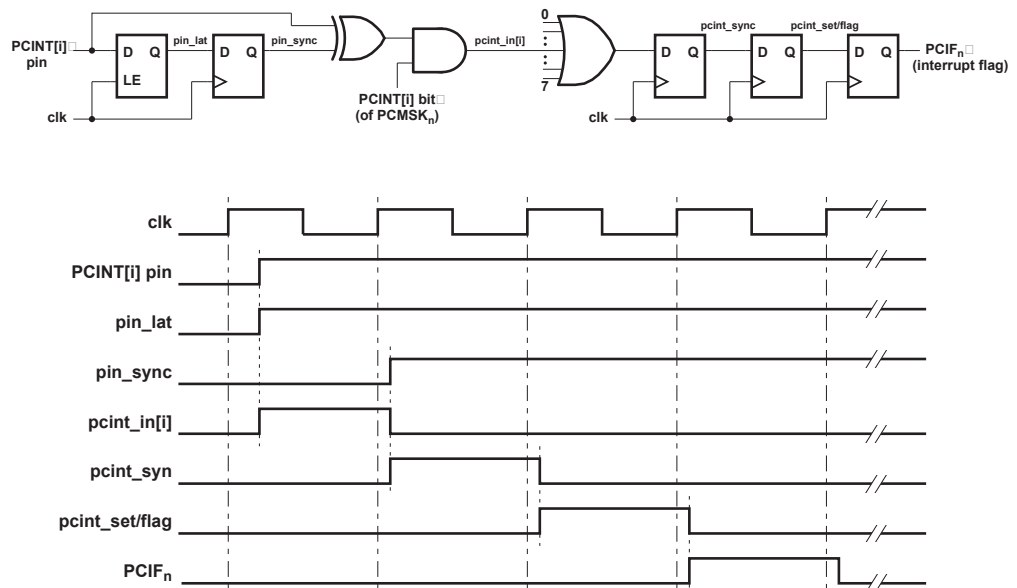 PCINT[i]
pin
D Q
LE
pin_lat
D Q
pin_sync
clk
PCINT[i] bit
(of PCMSKn)
pcint_in[i]
0
7
D Q
pcint_sync
D Q
pcint_set/flag
D Q
PCIFn
(interrupt flag)
clk
clk
PCINT[i] pin
pin_lat
pin_sync
pcint_in[i]
pcint_syn
pcint_set/flag
PCIFn